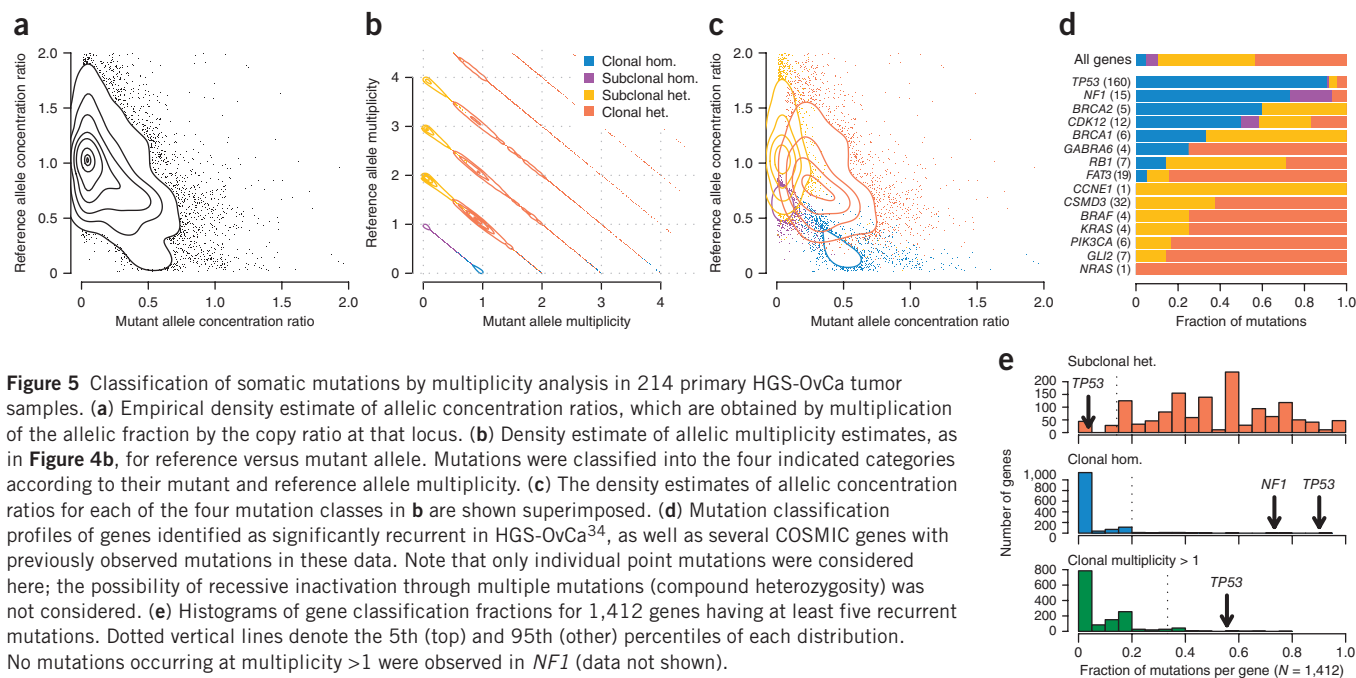 a
Reference allele concentration ratio
2.0
1.5
1.0
0.5
0
0
0.5
1.0
1.5
2.0
Mutant allele concentration ratio
b
Reference allele multiplicity
4
3
2
1
0
0
1
2
3
4
Mutant allele multiplicity
Clonal hom.
Subclonal hom.
Subclonal het.
Clonal het.
c
Reference allele concentration ratio
2.0
1.5
1.0
0.5
0
0
0.5
1.0
1.5
2.0
Mutant allele concentration ratio
d
All genes
TP53 (160)
NF1 (15)
BRCA2 (5)
CDK12 (12)
BRCA1 (6)
GABRA6 (4)
RB1 (7)
FAT3 (19)
CCNE1 (1)
CSMD3 (32)
BRAF (4)
KRAS (4)
PIK3CA (6)
GLI2 (7)
NRAS (1)
0
0.2
0.4
0.6
0.8
1.0
Fraction of mutations
Figure 5 Classification of somatic mutations by multiplicity analysis in 214 primary HGS-OvCa tumor
samples. (a) Empirical density estimate of allelic concentration ratios, which are obtained by multiplication
of the allelic fraction by the copy ratio at that locus. (b) Density estimate of allelic multiplicity estimates, as
in Figure 4b, for reference versus mutant allele. Mutations were classified into the four indicated categories
according to their mutant and reference allele multiplicity. (c) The density estimates of allelic concentration
ratios for each of the four mutation classes in b are shown superimposed. (d) Mutation classification
profiles of genes identified as significantly recurrent in HGS-OvCa34, as well as several COSMIC genes with
previously observed mutations in these data. Note that only individual point mutations were considered
here; the possibility of recessive inactivation through multiple mutations (compound heterozygosity) was
not considered. (e) Histograms of gene classification fractions for 1,412 genes having at least five recurrent
mutations. Dotted vertical lines denote the 5th (top) and 95th (other) percentiles of each distribution.
No mutations occurring at multiplicity >1 were observed in NF1 (data not shown).
e
Number of genes
Subclonal het.
200
150
100
50
0
TP53
Clonal hom.
1,000
800
600
400
200
0
NF1
TP53
Clonal multiplicity > 1
800
600
400
200
0
TP53
0
0.2
0.4
0.6
0.8
1.0
Fraction of mutations per gene (N = 1,412)